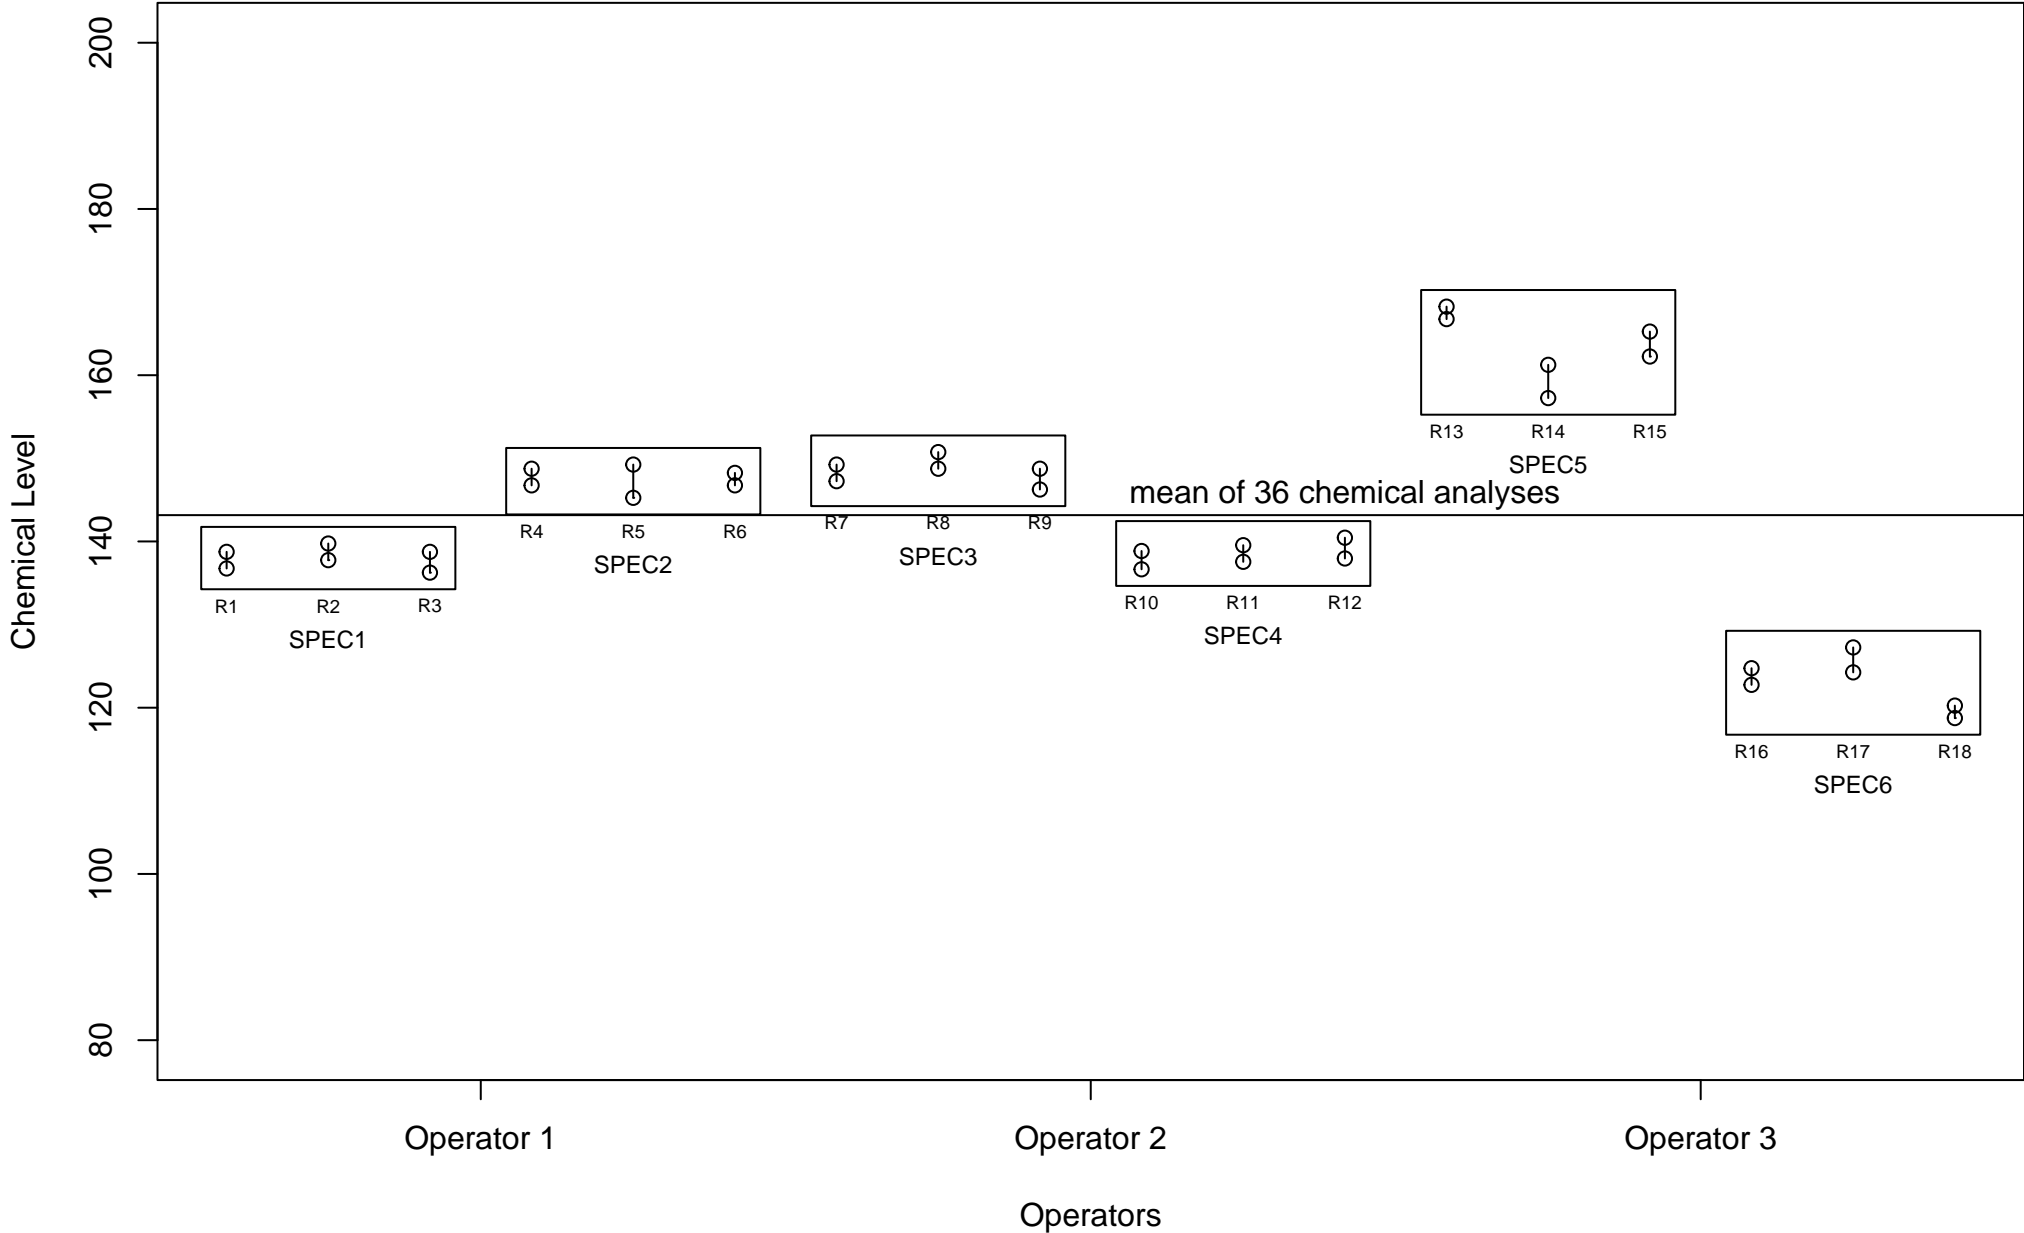 200
180
160
140
120
100
80
Chemical Level
R13 R14 R15
SPEC5
mean of 36 chemical analyses
R4 R5 R6
SPEC2
R7 R8 R9
SPEC3
R1 R2 R3
SPEC1
R10 R11 R12
SPEC4
R16 R17 R18
SPEC6
Operator 1 Operator 2 Operator 3
Operators